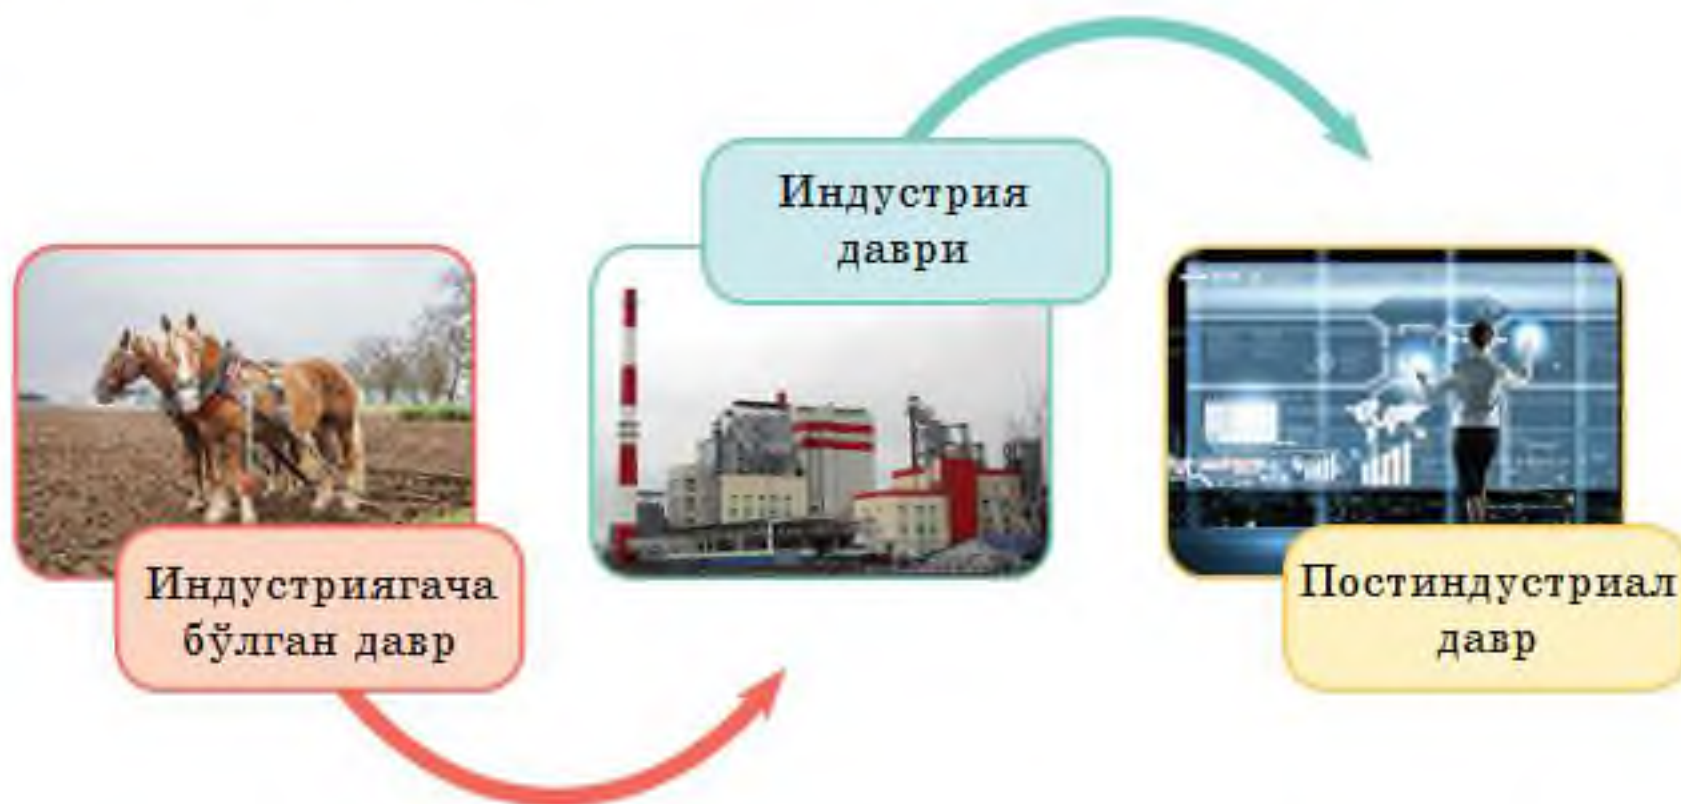 Индустриягача
бўлган давр
Индустрия
даври
Постиндустриал
давр